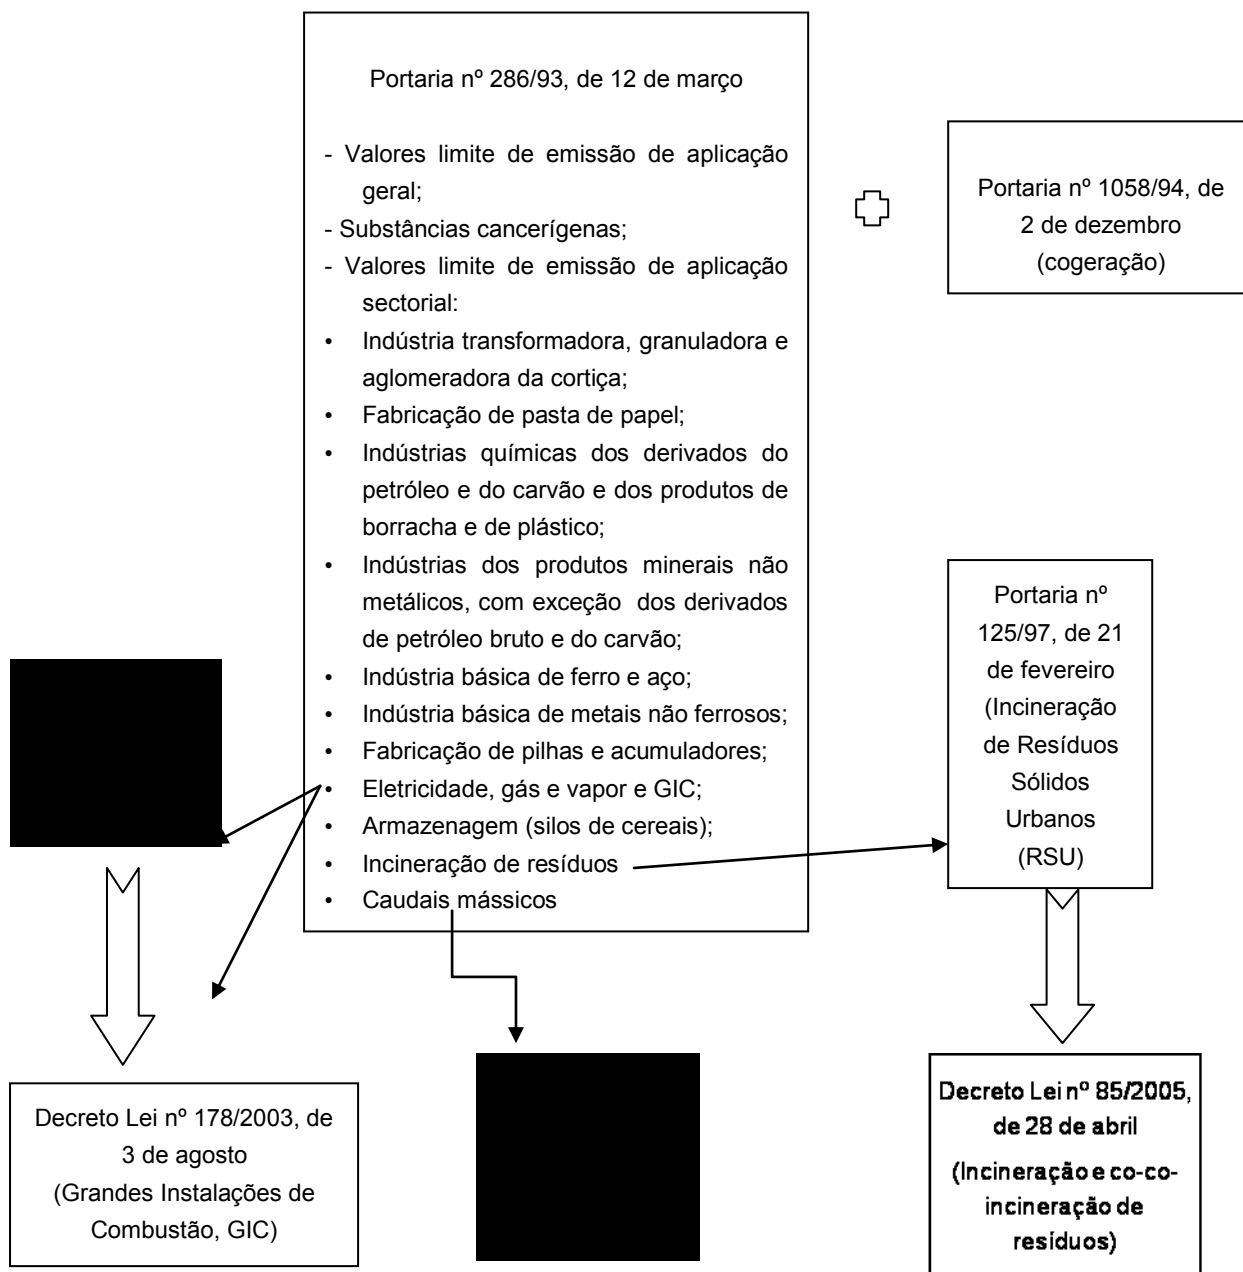 Portaria nº 286/93, de 12 de março
- Valores limite de emissão de aplicação
geral;
- Substâncias cancerígenas;
- Valores limite de emissão de aplicação
sectorial:
• Indústria transformadora, granuladora e
aglomeradora da cortiça;
• Fabricação de pasta de papel;
• Indústrias químicas dos derivados do
petróleo e do carvão e dos produtos de
borracha e de plástico;
• Indústrias dos produtos minerais não
metálicos, com exceção dos derivados
de petróleo bruto e do carvão;
• Indústria básica de ferro e aço;
• Indústria básica de metais não ferrosos;
• Fabricação de pilhas e acumuladores;
• Eletricidade, gás e vapor e GIC;
• Armazenagem (silos de cereais);
• Incineração de resíduos
• Caudais mássicos
Portaria nº 1058/94, de
2 de dezembro
(cogeração)
Portaria nº
125/97, de 21
de fevereiro
(Incineração
de Resíduos
Sólidos
Urbanos
(RSU)
Decreto Lei nº 178/2003, de
3 de agosto
(Grandes Instalações de
Combustão, GIC)
Decreto Lei nº 85/2005,
de 28 de abril
(Incineração e co-co-
incineração de
resíduos)